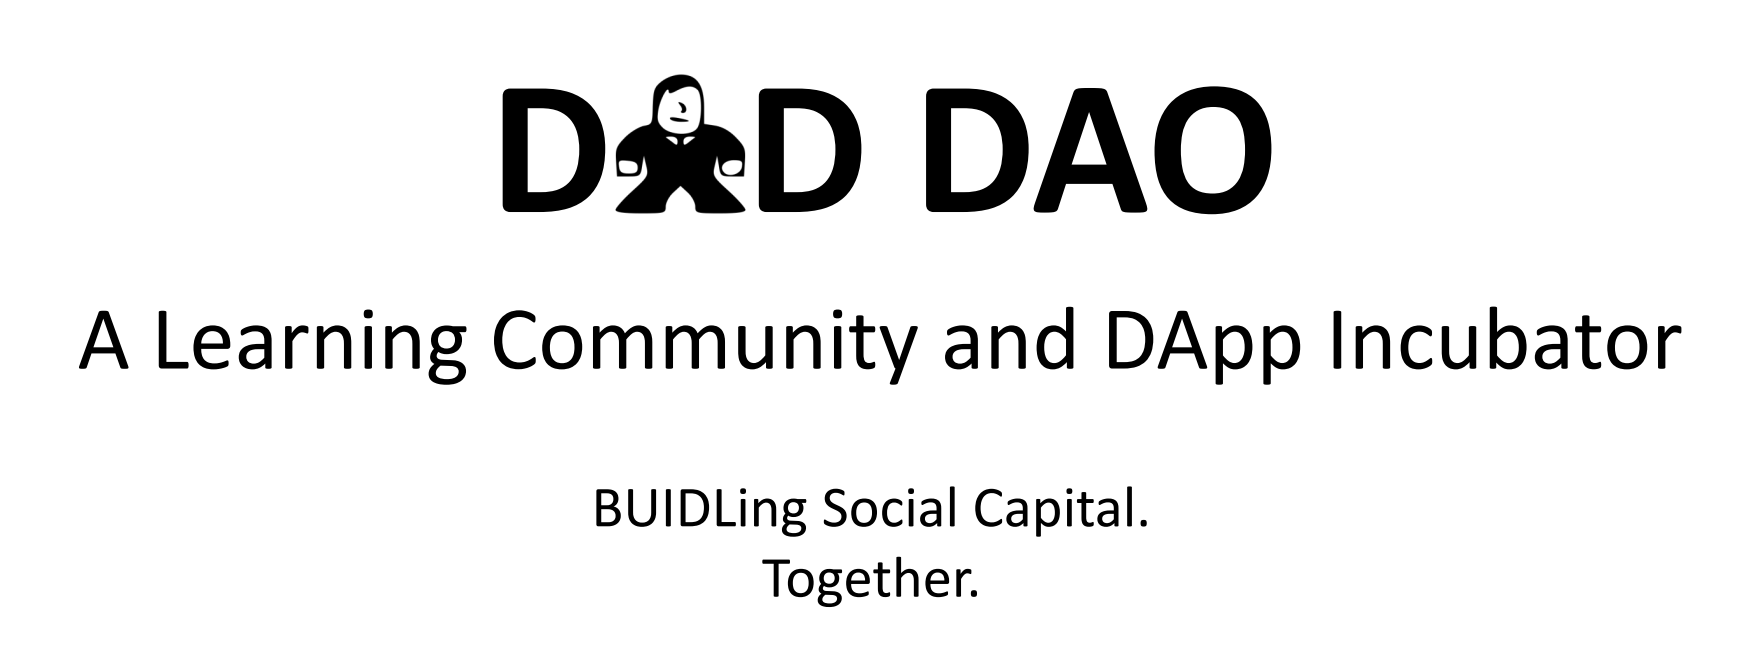 DAD DAO
A Learning Community and DApp Incubator
BUIDLing Social Capital.
Together.